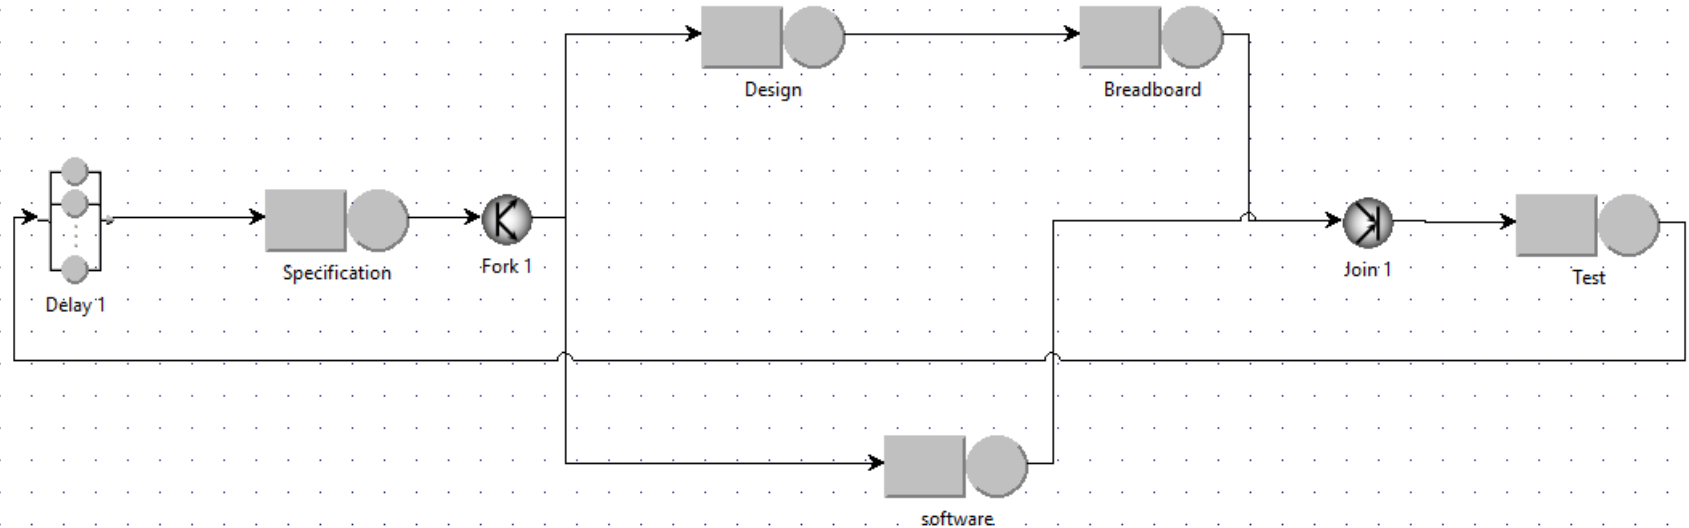 Design
Breadboard
Specification
Fork 1
Join 1
Test
Delay 1
software